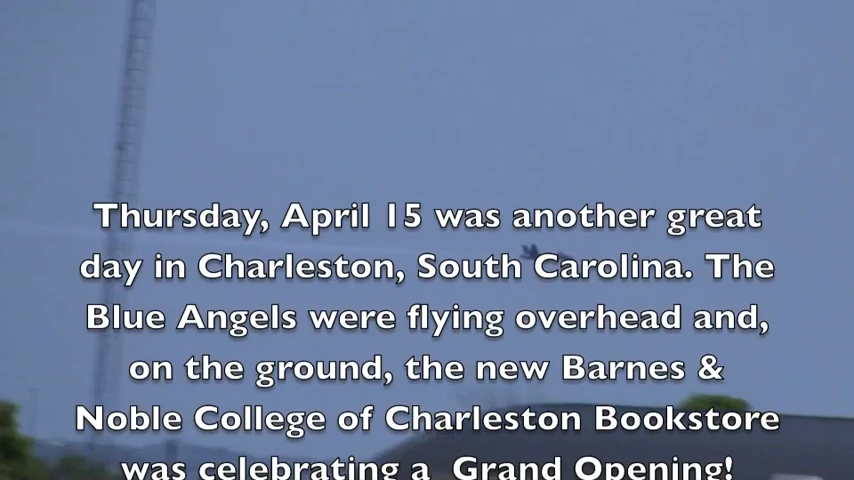 Thursday, April 15 was another great
day in Charleston, South Carolina. The
Blue Angels were flying overhead and,
on the ground, the new Barnes &
Noble College of Charleston Bookstore
was celebrating a  Grand Opening!